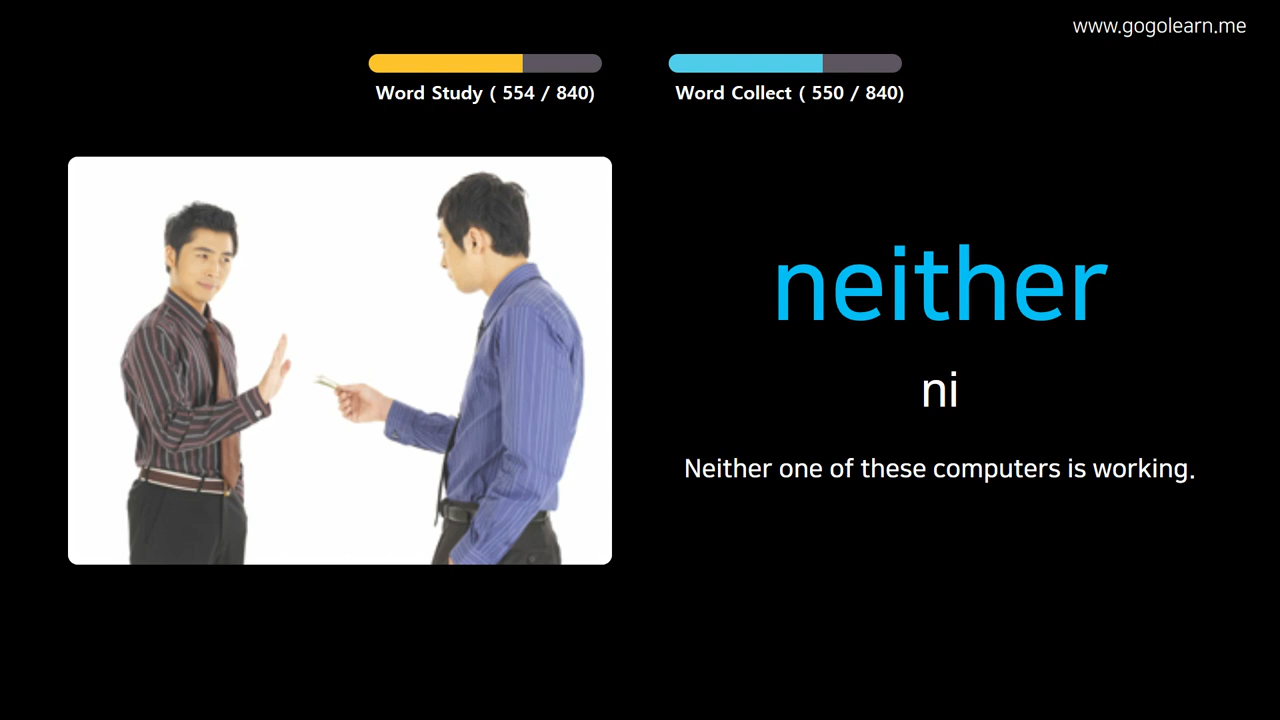 www.gogolearn.me
Word Study ( 554 / 840)
Word Collect ( 550 / 840)
neither
ni
Neither one of these computers is working.